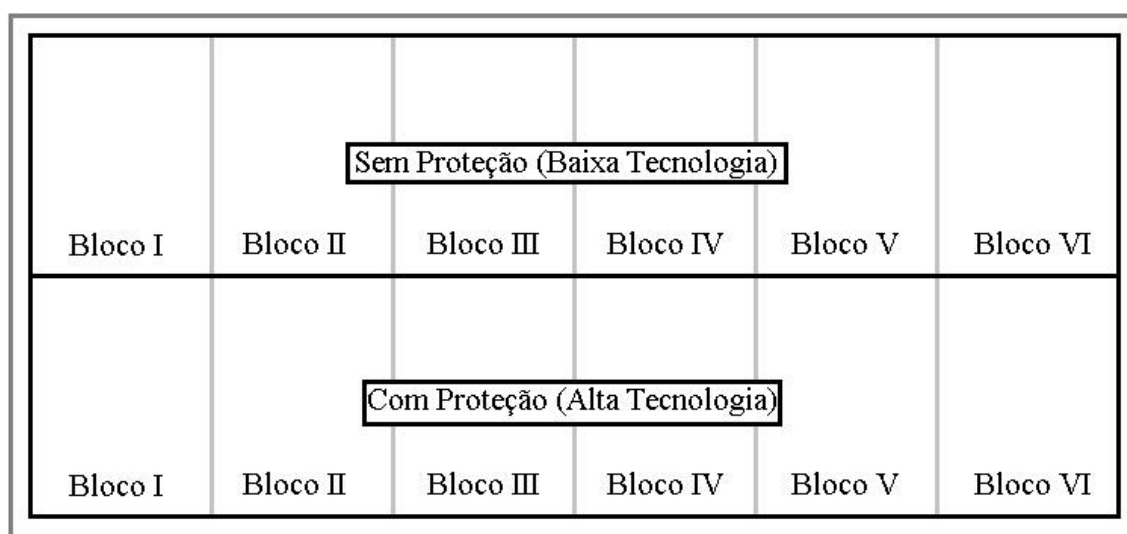 Sem Proteção (Baixa Tecnologia)
Bloco I Bloco II Bloco III Bloco IV Bloco V Bloco VI
Com Proteção (Alta Tecnologia)
Bloco I Bloco II Bloco III Bloco IV Bloco V Bloco VI